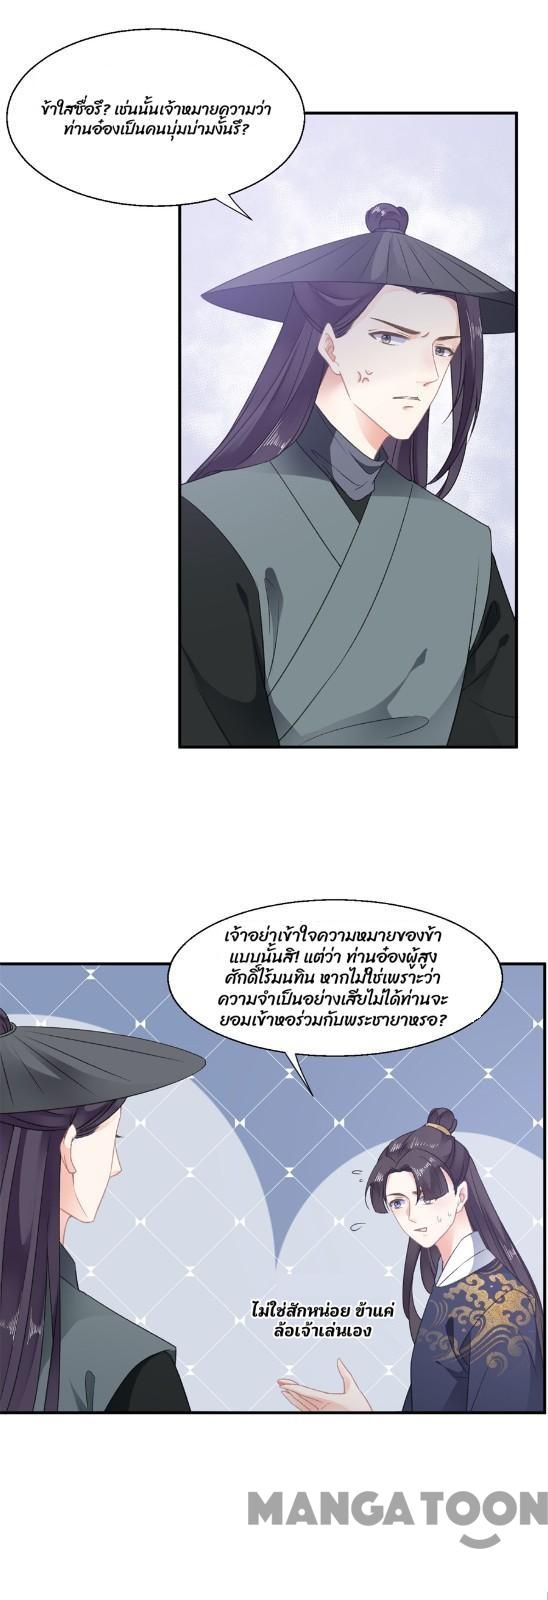 ข้าใสซื่อรึ? เช่นนั้นเจ้าหมายความว่า
ท่านอ๋องเป็นคนบุ่มบ่ามงั้นรึ?
เจ้าอย่าเข้าใจความหมายของข้า
แบบนั้นสิ! แต่ว่า ท่านอ๋องผู้สูง
ศักดิ์ไร้มนทิน หากไม่ใช่เพราะว่า
ความจำเป็นอย่างเสียไม่ได้ท่านจะ
ยอมเข้าหอร่วมกับพระชายาหรอ?
ไม่ใช่สักหน่อย ข้าแค่
ล้อเจ้าเล่นเอง
MANGATOON